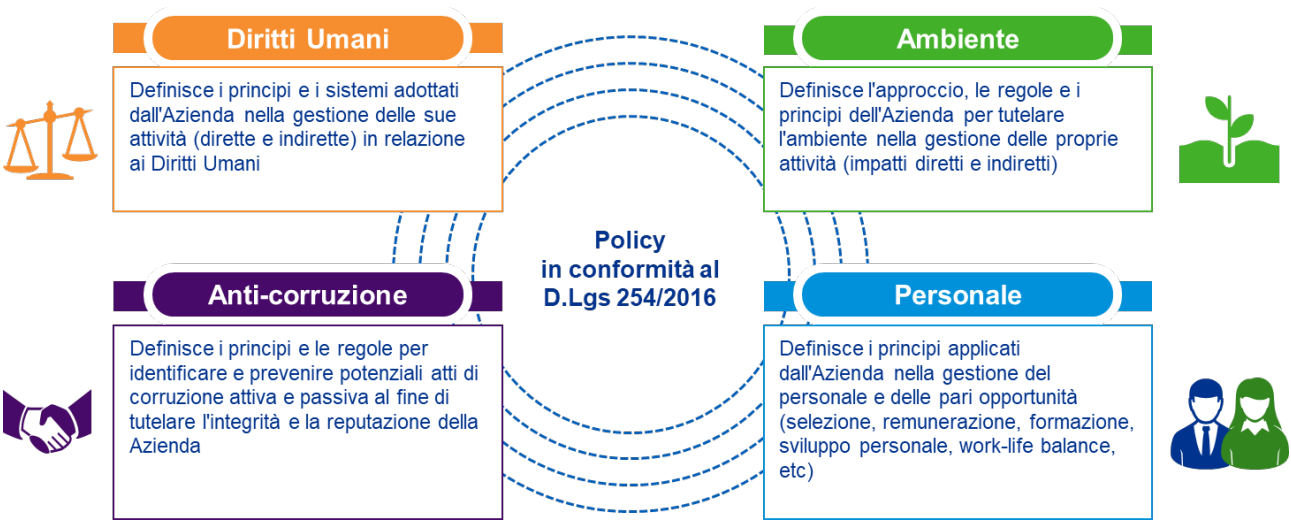 Diritti Umani
Definisce i principi e i sistemi adottati
dall'Azienda nella gestione delle sue
attività (dirette e indirette) in relazione
ai Diritti Umani
Ambiente
Definisce l'approccio, le regole e i
principi dell'Azienda per tutelare
l'ambiente nella gestione delle proprie
attività (impatti diretti e indiretti)
Policy
in conformità al
D.Lgs 254/2016
Anti-corruzione
Definisce i principi e le regole per
identificare e prevenire potenziali atti di
corruzione attiva e passiva al fine di
tutelare l'integrità e la reputazione della
Azienda
Personale
Definisce i principi applicati
dall'Azienda nella gestione del
personale e delle pari opportunità
(selezione, remunerazione, formazione,
sviluppo personale, work-life balance,
etc)